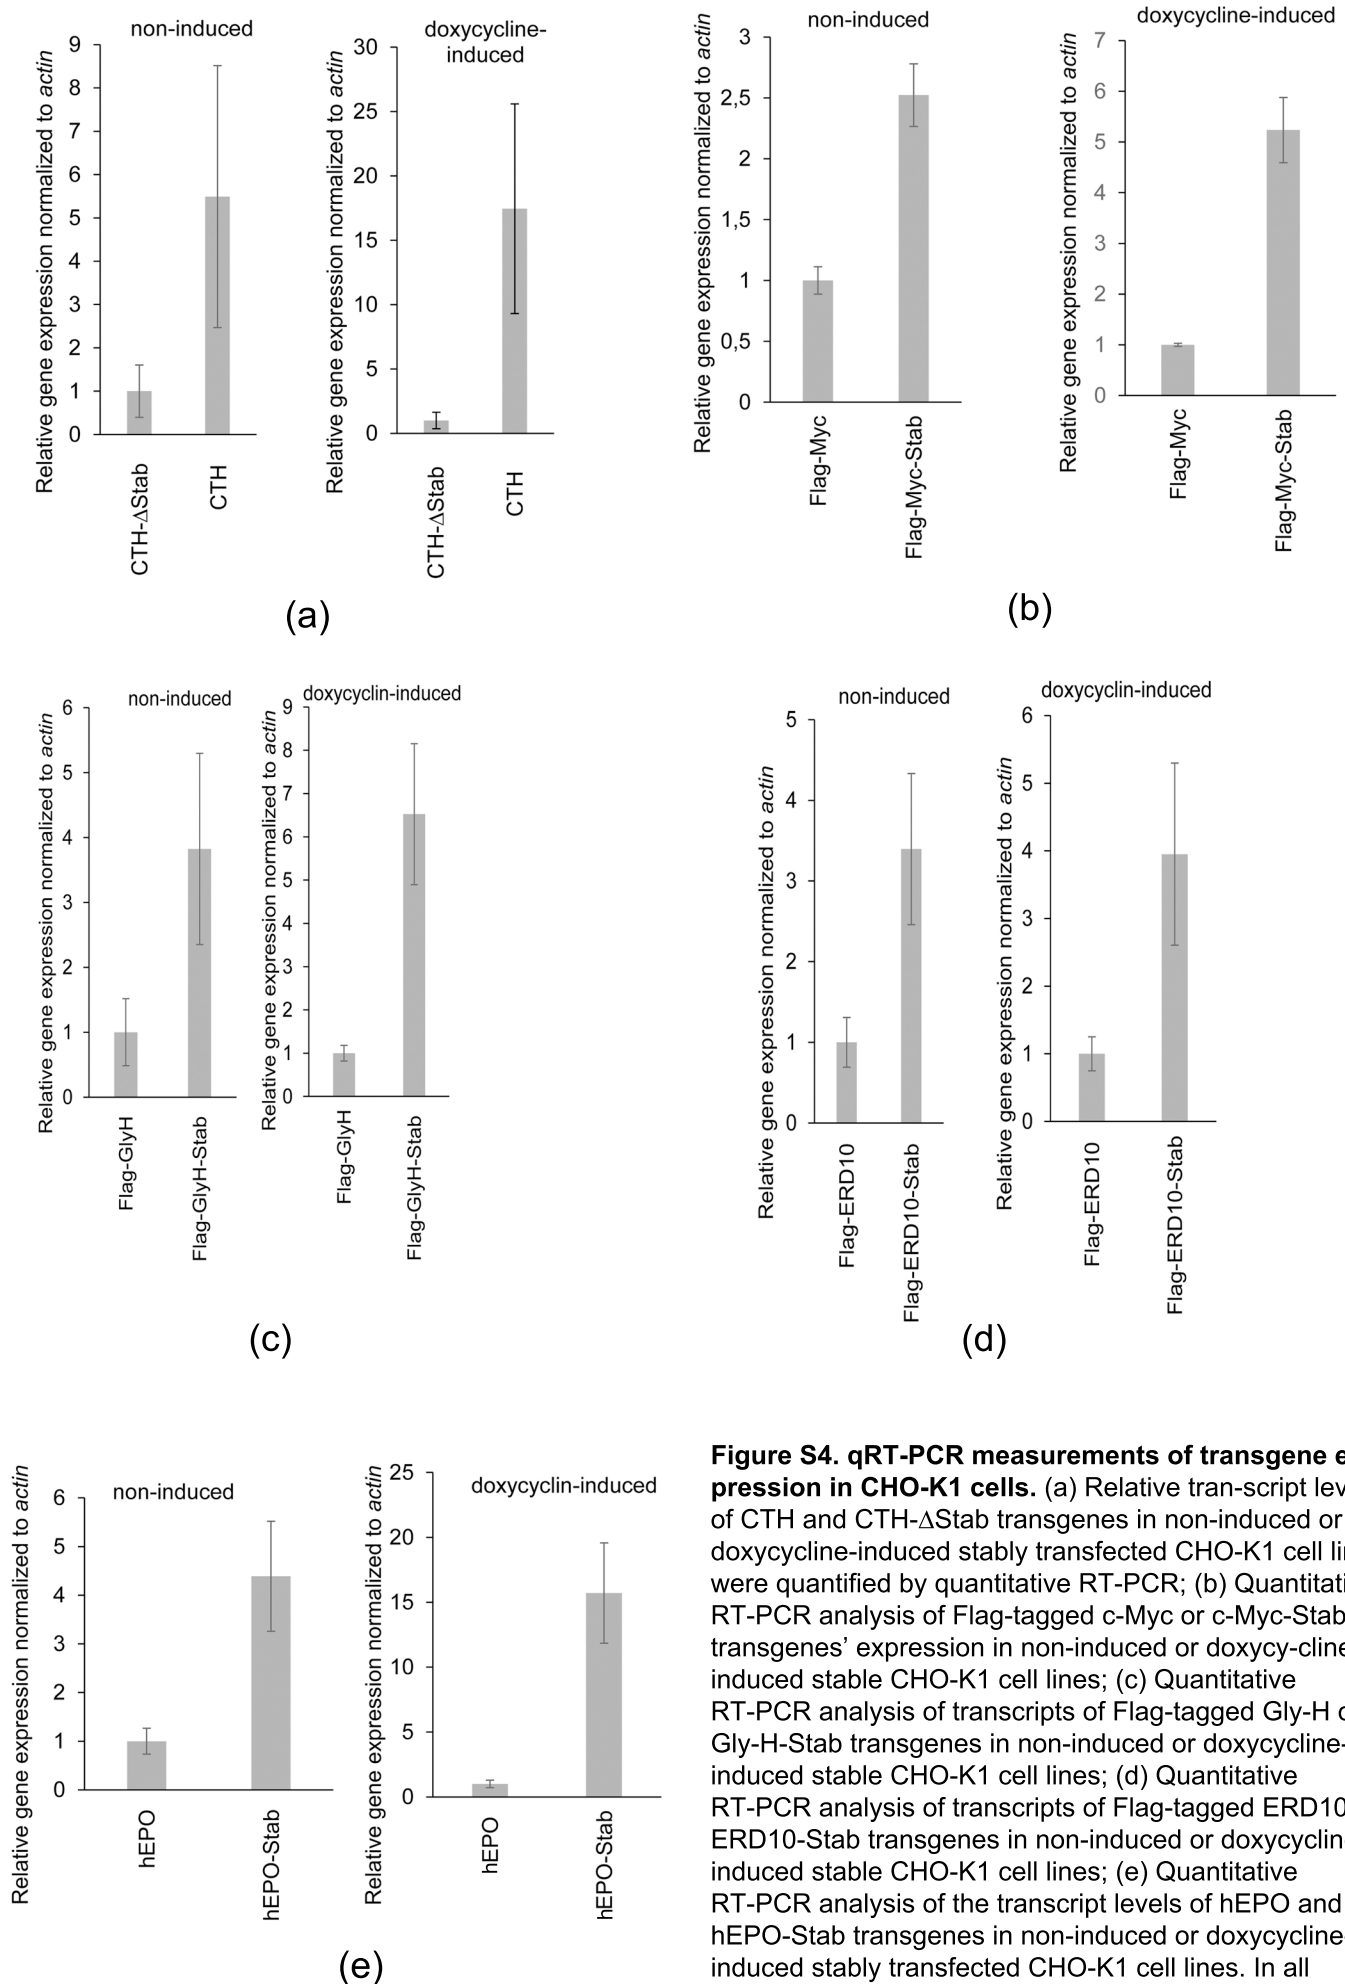 non-induced
Relative gene expression normalized to actin
9
8
7
6
5
4
3
2
1
0
CTH-ΔStab
CTH
doxycycline-
induced
Relative gene expression normalized to actin
30
25
20
15
10
5
0
CTH-ΔStab
CTH
(a)
non-induced
Relative gene expression normalized to actin
3
2,5
2
1,5
1
0,5
0
Flag-Myc
Flag-Myc-Stab
doxycycline-induced
Relative gene expression normalized to actin
7
6
5
4
3
2
1
0
Flag-Myc
Flag-Myc-Stab
(b)
non-induced
Relative gene expression normalized to actin
6
5
4
3
2
1
0
Flag-GlyH
Flag-GlyH-Stab
doxycyclin-induced
Relative gene expression normalized to actin
9
8
7
6
5
4
3
2
1
0
Flag-GlyH
Flag-GlyH-Stab
(c)
non-induced
Relative gene expression normalized to actin
5
4
3
2
1
0
Flag-ERD10
Flag-ERD10-Stab
doxycyclin-induced
Relative gene expression normalized to actin
6
5
4
3
2
1
0
Flag-ERD10
Flag-ERD10-Stab
(d)
non-induced
Relative gene expression normalized to actin
6
5
4
3
2
1
0
hEPO
hEPO-Stab
doxycyclin-induced
Relative gene expression normalized to actin
25
20
15
10
5
0
hEPO
hEPO-Stab
(e)
Figure S4. qRT-PCR measurements of transgene e
pression in CHO-K1 cells. (a) Relative tran-script lev
of CTH and CTH-ΔStab transgenes in non-induced or
doxycycline-induced stably transfected CHO-K1 cell lin
were quantified by quantitative RT-PCR; (b) Quantitati
RT-PCR analysis of Flag-tagged c-Myc or c-Myc-Stab
transgenes’ expression in non-induced or doxycy-cline
induced stable CHO-K1 cell lines; (c) Quantitative
RT-PCR analysis of transcripts of Flag-tagged Gly-H o
Gly-H-Stab transgenes in non-induced or doxycycline-
induced stable CHO-K1 cell lines; (d) Quantitative
RT-PCR analysis of transcripts of Flag-tagged ERD10
ERD10-Stab transgenes in non-induced or doxycyclin
induced stable CHO-K1 cell lines; (e) Quantitative
RT-PCR analysis of the transcript levels of hEPO and
hEPO-Stab transgenes in non-induced or doxycycline
induced stably transfected CHO-K1 cell lines. In all